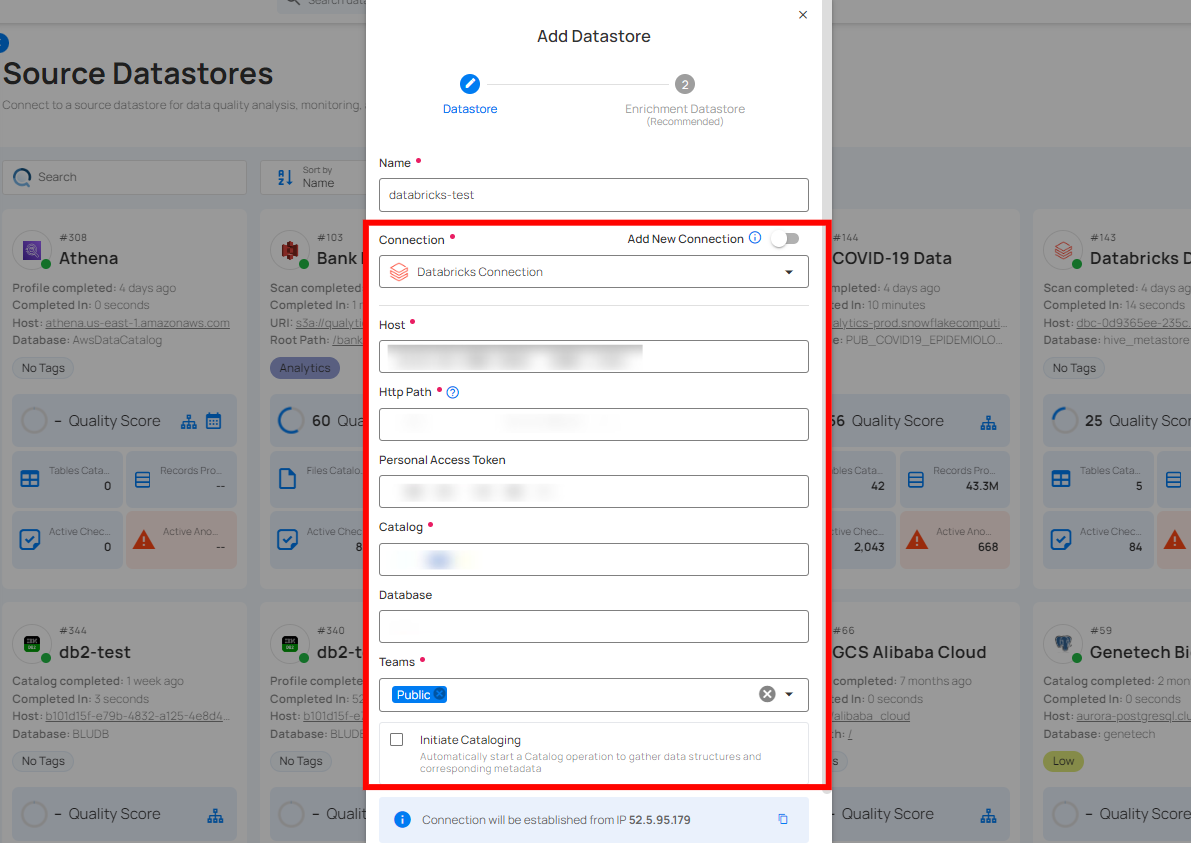 Search data
Add Datastore
2
Datastore
Enrichment Datastore
(Recommended)
Source Datastores
Connect to a source datastore for data quality analysis, monitoring,
Search
Sort by
Name
Name
databricks-test
Connection
Add New Connection
Databricks Connection
Host
Http Path
Personal Access Token
Catalog
Database
Teams
Public
Initiate Cataloging
Automatically start a Catalog operation to gather data structures and
corresponding metadata
Connection will be established from IP 52.5.95.179
#308
Athena
Profile completed: 4 days ago
Completed In: 0 seconds
Host: athena.us-east-1.amazonaws.com
Database: AwsDataCatalog
No Tags
– Quality Score
Tables Cata...
0
Records Pro...
--
Active Chec...
0
Active Ano...
--
#103
Bank
Scan completed:
Completed In: 1
URI: s3a://qualyti
Root Path: /bank
Analytics
60 Qua
Files Catalo
Active Chec
8
#144
COVID-19 Data
mpleted: 4 days ago
In: 10 minutes
alytics-prod.snowflakecomputi...
e: PUB_COVID19_EPIDEMIOLO...
56 Quality Score
bles Cata...
42
Records Pro...
43.3M
tive Chec...
2,043
Active Ano...
668
#143
Databricks D
Scan completed: 4 days ag
Completed In: 14 seconds
Host: dbc-0d9365ee-235c
Database: hive_metastore
No Tags
25 Quality Scor
Tables Cata...
5
Active Chec...
84
#344
db2-test
Catalog completed: 1 week ago
Completed In: 3 seconds
Host: b101d15f-e79b-4832-a125-4e8d4...
Database: BLUDB
No Tags
– Quality Score
#340
db2-t
Profile completed:
Completed In: 52
Host: b101d15f-e7
Database: BLUDB
No Tags
– Qua
#66
GCS Alibaba Cloud
mpleted: 7 months ago
In: 0 seconds
/alibaba_cloud
th: /
s
Quality Score
#59
Genetech Bi
Catalog completed: 2 mon
Completed In: 0 seconds
Host: aurora-postgresql.clu
Database: genetech
Low
– Quality Scor